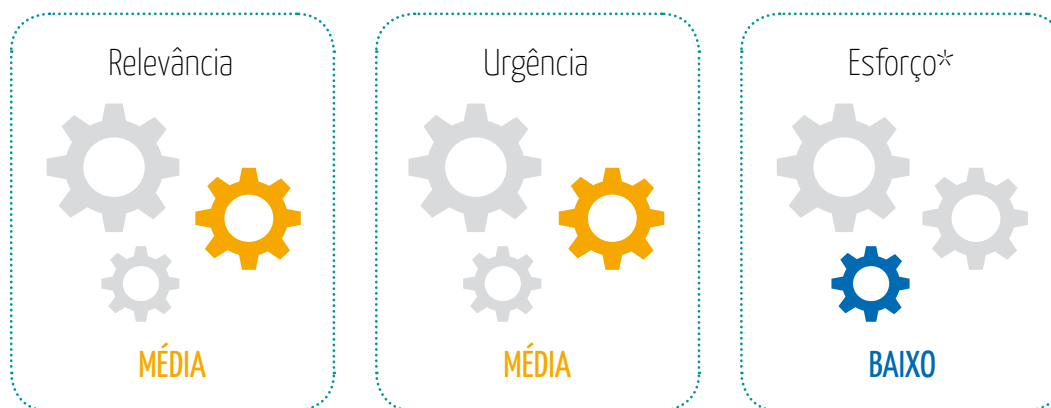 Relevância
MÉDIA
Urgência
MÉDIA
Esforço*
BAIXO